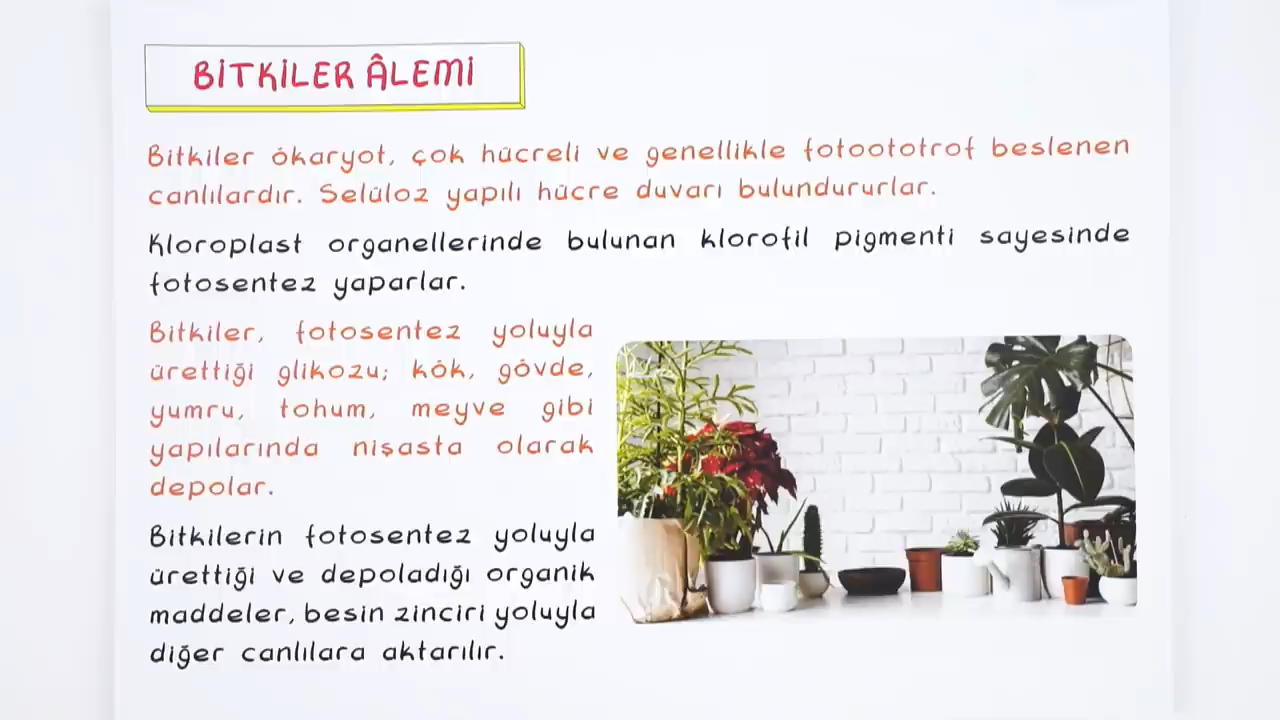 BİTKİLER ÂLEMİ
Bitkiler ökaryot, çok hücreli ve genellikle fotoototrof beslenen
canlılardır. Selüloz yapılı hücre duvarı bulundururlar.
Kloroplast organellerinde bulunan klorofil pigmenti sayesinde
fotosentez yaparlar.
Bitkiler, fotosentez yoluyla
ürettiği glikozu; kök, gövde,
yumru, tohum, meyve gibi
yapılarında nişasta olarak
depolar.
Bitkilerin fotosentez yoluyla
ürettiği ve depoladığı organik
maddeler, besin zinciri yoluyla
diğer canlılara aktarılır.